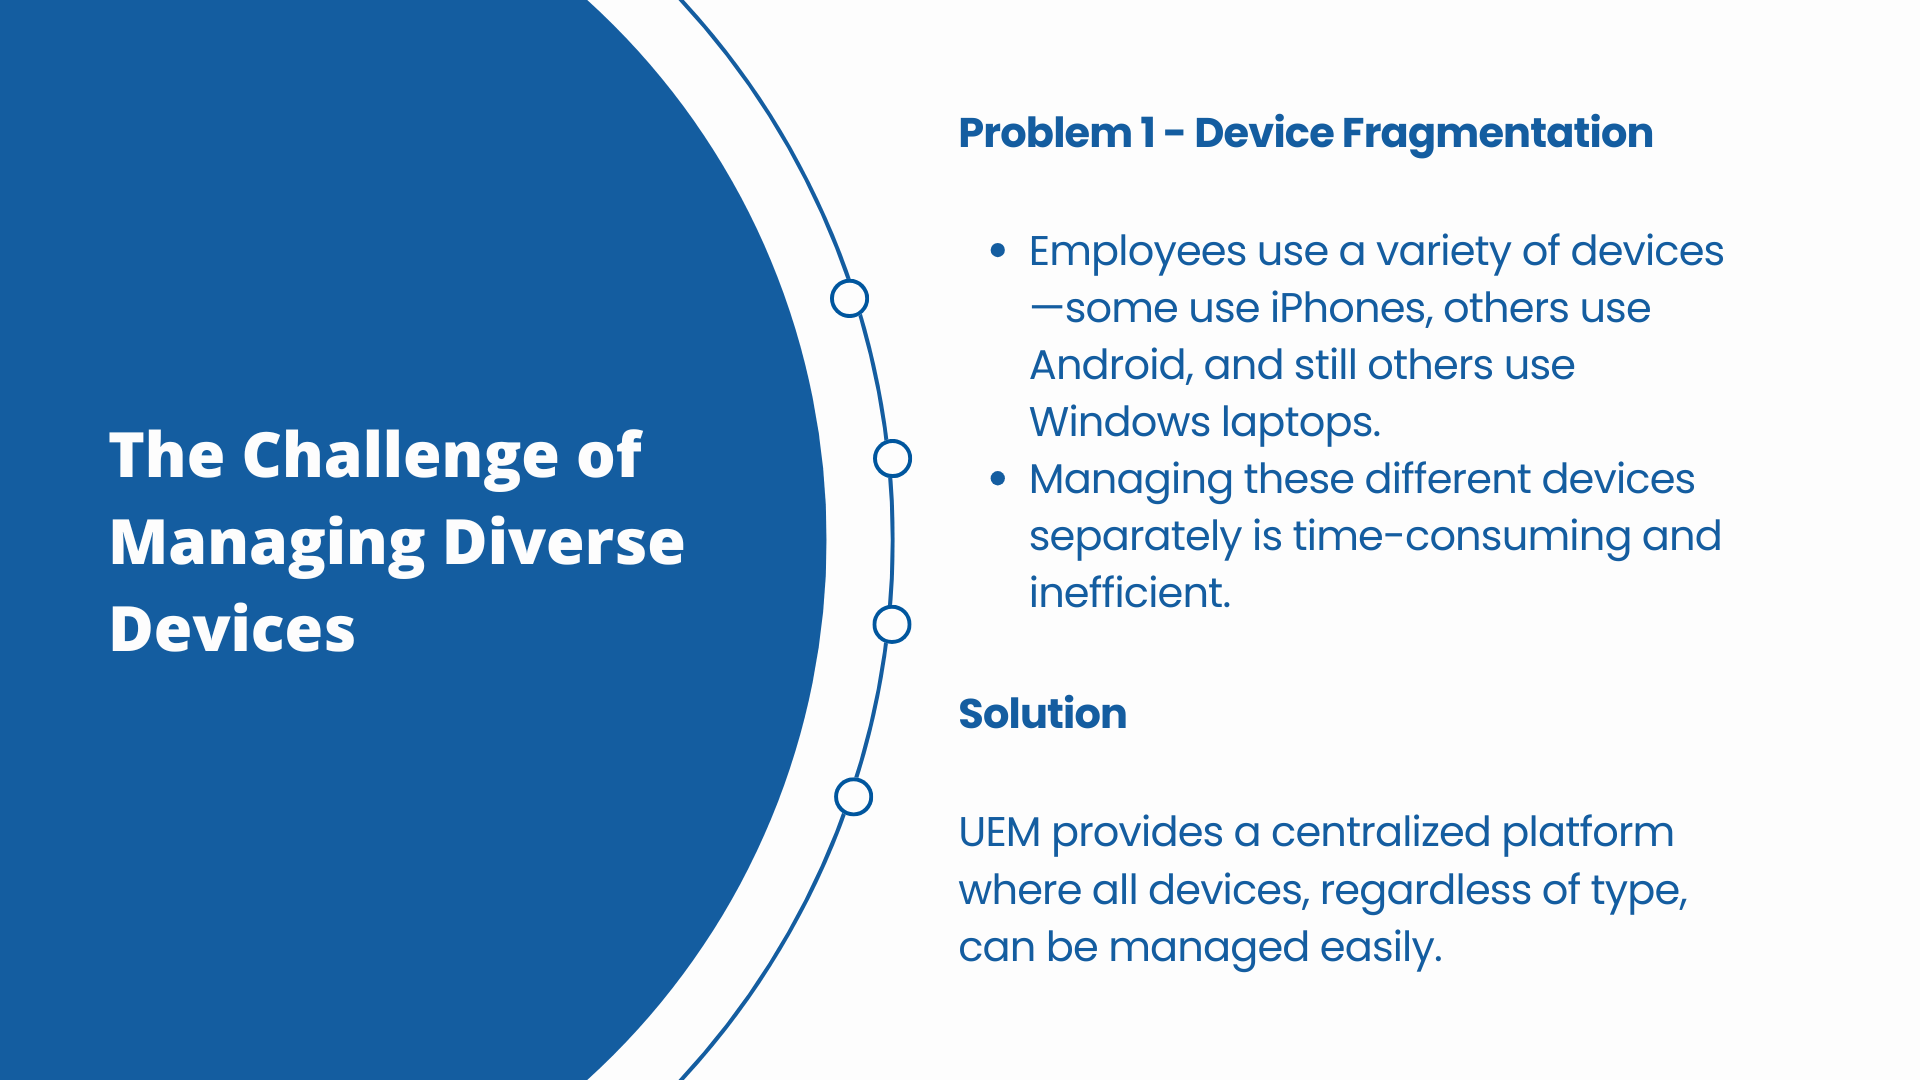 The Challenge of
Managing Diverse
Devices
Problem 1 - Device Fragmentation
• Employees use a variety of devices
—some use iPhones, others use
Android, and still others use
Windows laptops.
• Managing these different devices
separately is time-consuming and
inefficient.
Solution
UEM provides a centralized platform
where all devices, regardless of type,
can be managed easily.